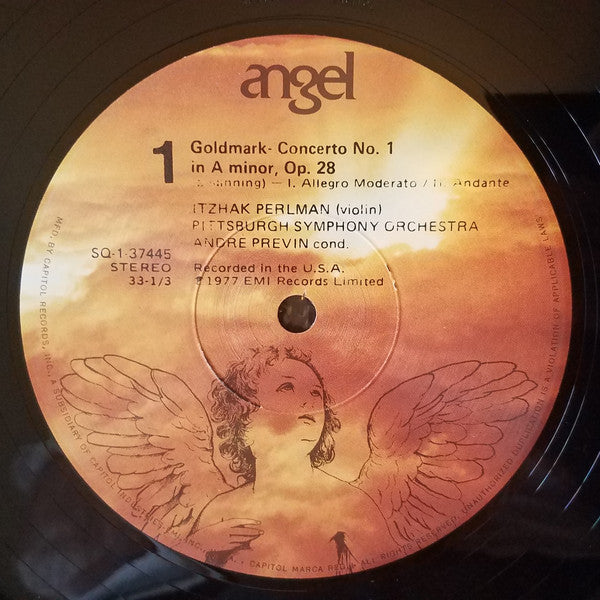 angel
1
Goldmark- Concerto No. 1
in A minor, Op. 28
I. Allegro Moderato / II. Andante
ITZHAK PERLMAN (violin)
PITTSBURGH SYMPHONY ORCHESTRA
ANDRE PREVIN cond.
SQ-1-37445
STEREO
33-1/3
Recorded in the U.S.A.
℗1977 EMI Records Limited
MFD BY CAPITOL RECORDS, INC., A SUBSIDIARY OF CAPITOL INDUSTRIES CAPITOL MARCA REG. ALL RIGHTS RESERVED. UNAUTHORIZED DUPLICATION IS A VIOLATION OF APPLICABLE LAWS.